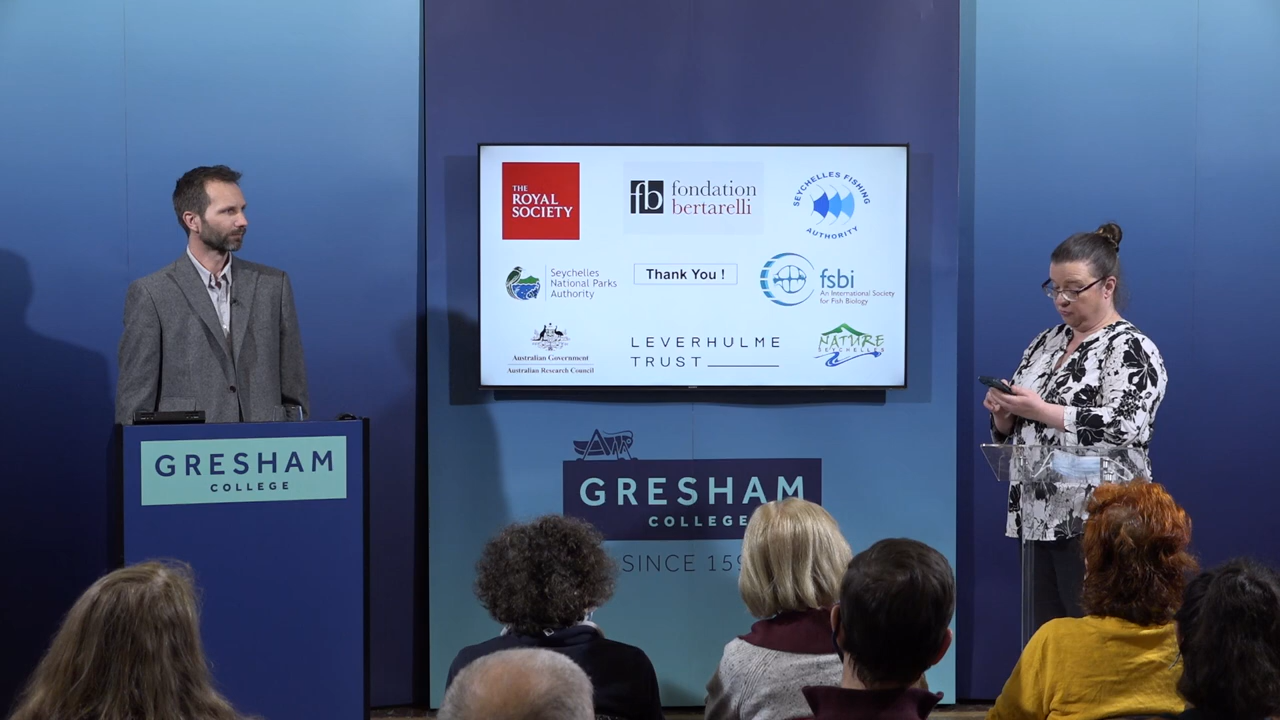 THE
ROYAL
SOCIETY
fb fondation
bertarelli
SEYCHELLES FISHING
AUTHORITY
Seychelles
National Parks
Authority
Thank You !
fsbi
An International Society
for Fish Biology
Australian Government
Australian Research Council
LEVERHULME
TRUST
NATURE
SEYCHELLES
GRESHAM
COLLEGE
GRESHAM
COLLEGE
SINCE 159